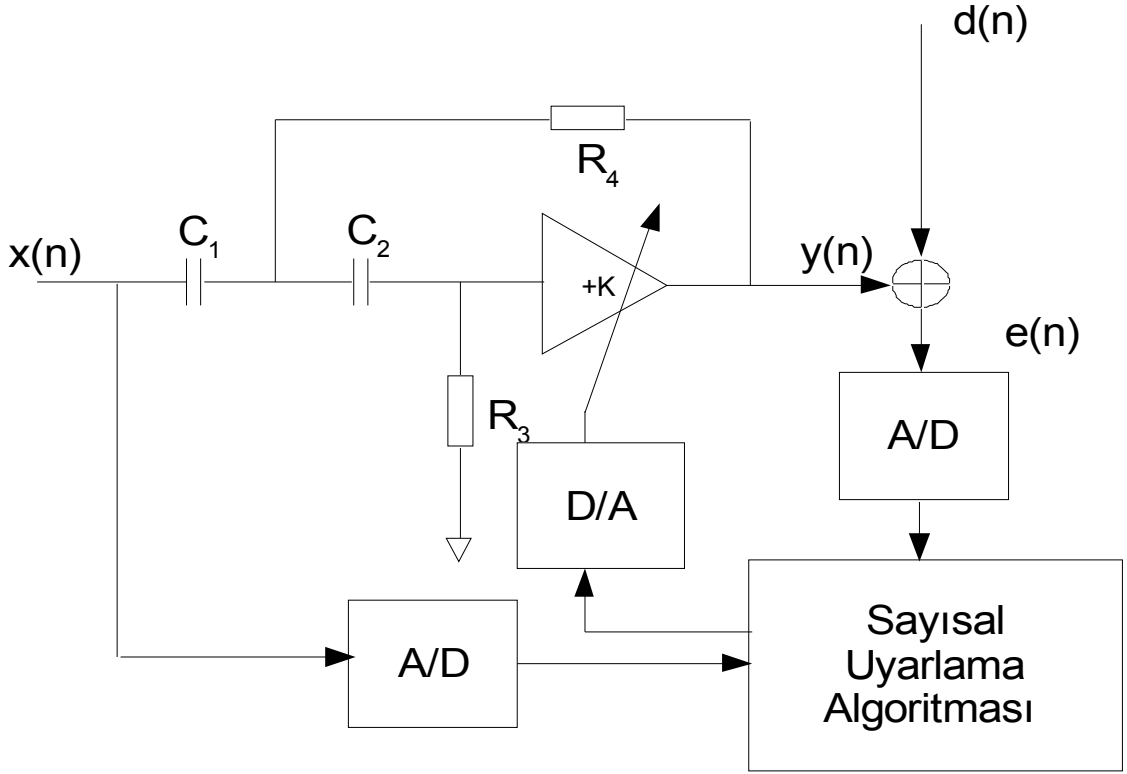 d(n)
R4
C1
C2
x(n)
+K
y(n)
e(n)
R3
A/D
D/A
A/D
Sayısal
Uyarlama
Algoritması